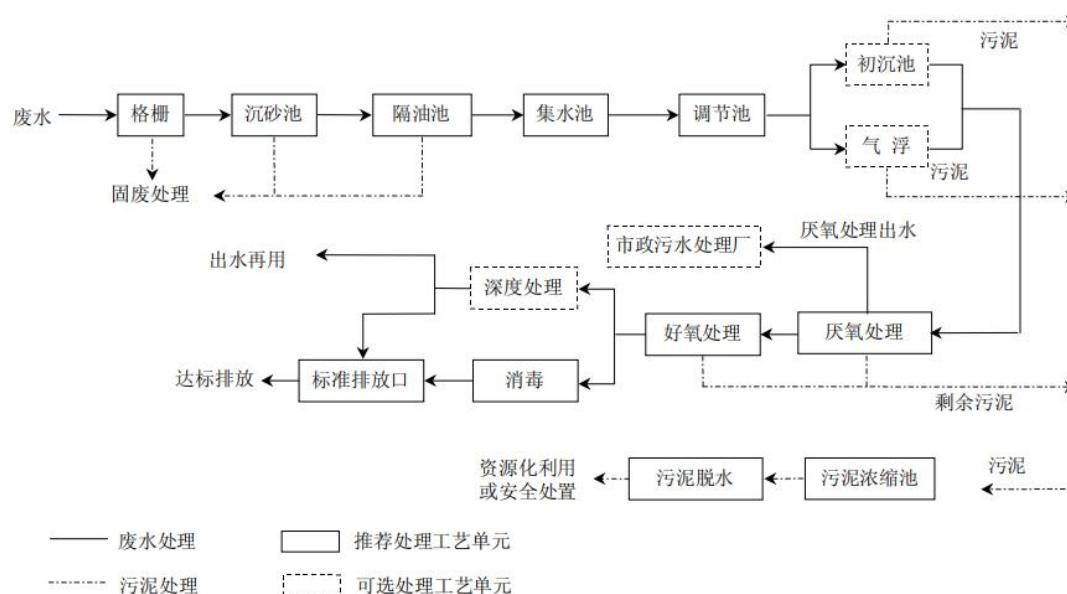 污泥
初沉池
废水
格栅
沉砂池
隔油池
集水池
调节池
气 浮
污泥
固废处理
厌氧处理出水
市政污水处理厂
出水再用
深度处理
好氧处理
厌氧处理
达标排放
标准排放口
消毒
剩余污泥
资源化利用
或安全处置
污泥脱水
污泥浓缩池
污泥
废水处理
推荐处理工艺单元
污泥处理
可选处理工艺单元